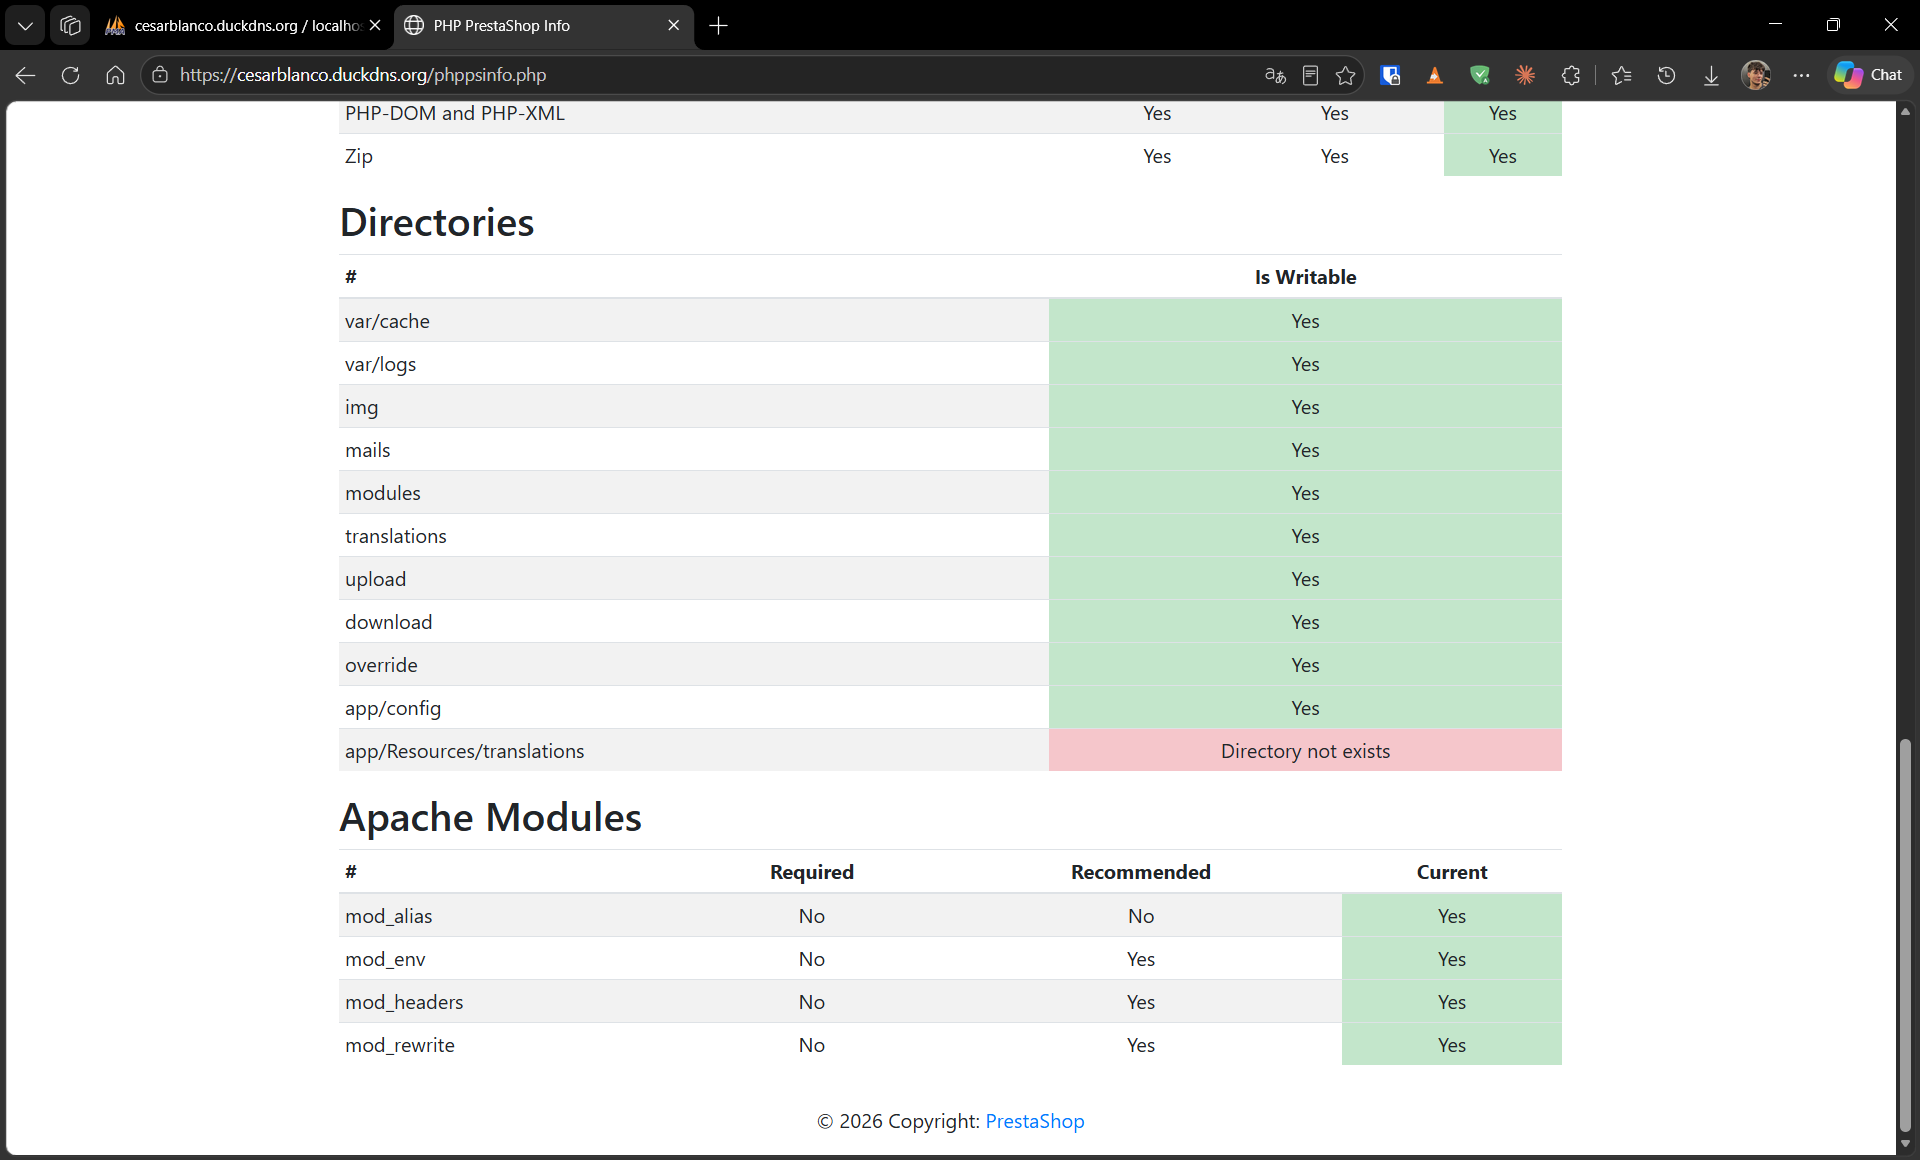 cesarblanco.duckdns.org / localho
PHP PrestaShop Info
https://cesarblanco.duckdns.org/phppsinfo.php
Chat
PHP-DOM and PHP-XML Yes Yes Yes
Zip Yes Yes Yes
Directories
# Is Writable
var/cache Yes
var/logs Yes
img Yes
mails Yes
modules Yes
translations Yes
upload Yes
download Yes
override Yes
app/config Yes
app/Resources/translations Directory not exists
Apache Modules
# Required Recommended Current
mod_alias No No Yes
mod_env No Yes Yes
mod_headers No Yes Yes
mod_rewrite No Yes Yes
© 2026 Copyright: PrestaShop